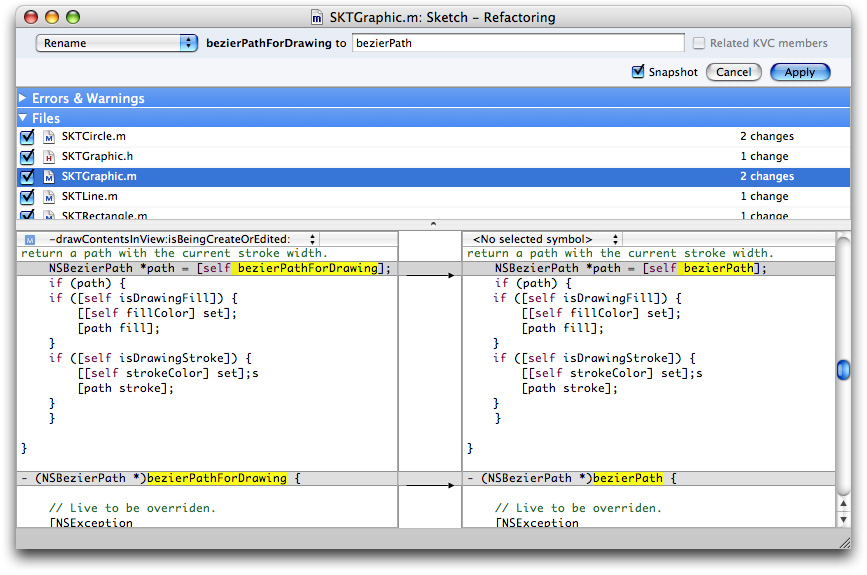 SKTGraphic.m: Sketch – Refactoring
Rename bezierPathForDrawing to bezierPath Related KVC members
Snapshot Cancel Apply
Errors & Warnings
Files
SKTCircle.m 2 changes
SKTGraphic.h 1 change
SKTGraphic.m 2 changes
SKTLine.m 1 change
SKTRectangle.m 1 change
-drawContentsInView:isBeingCreateOrEdited:
return a path with the current stroke width.
NSBezierPath *path = [self bezierPathForDrawing];
if (path) {
if ([self isDrawingFill]) {
[[self fillColor] set];
[path fill];
}
if ([self isDrawingStroke]) {
[[self strokeColor] set];s
[path stroke];
}
}
}
- (NSBezierPath *)bezierPathForDrawing {
// Live to be overriden.
[NSException
<No selected symbol>
return a path with the current stroke width.
NSBezierPath *path = [self bezierPath];
if (path) {
if ([self isDrawingFill]) {
[[self fillColor] set];
[path fill];
}
if ([self isDrawingStroke]) {
[[self strokeColor] set];s
[path stroke];
}
}
}
- (NSBezierPath *)bezierPath {
// Live to be overriden.
[NSException